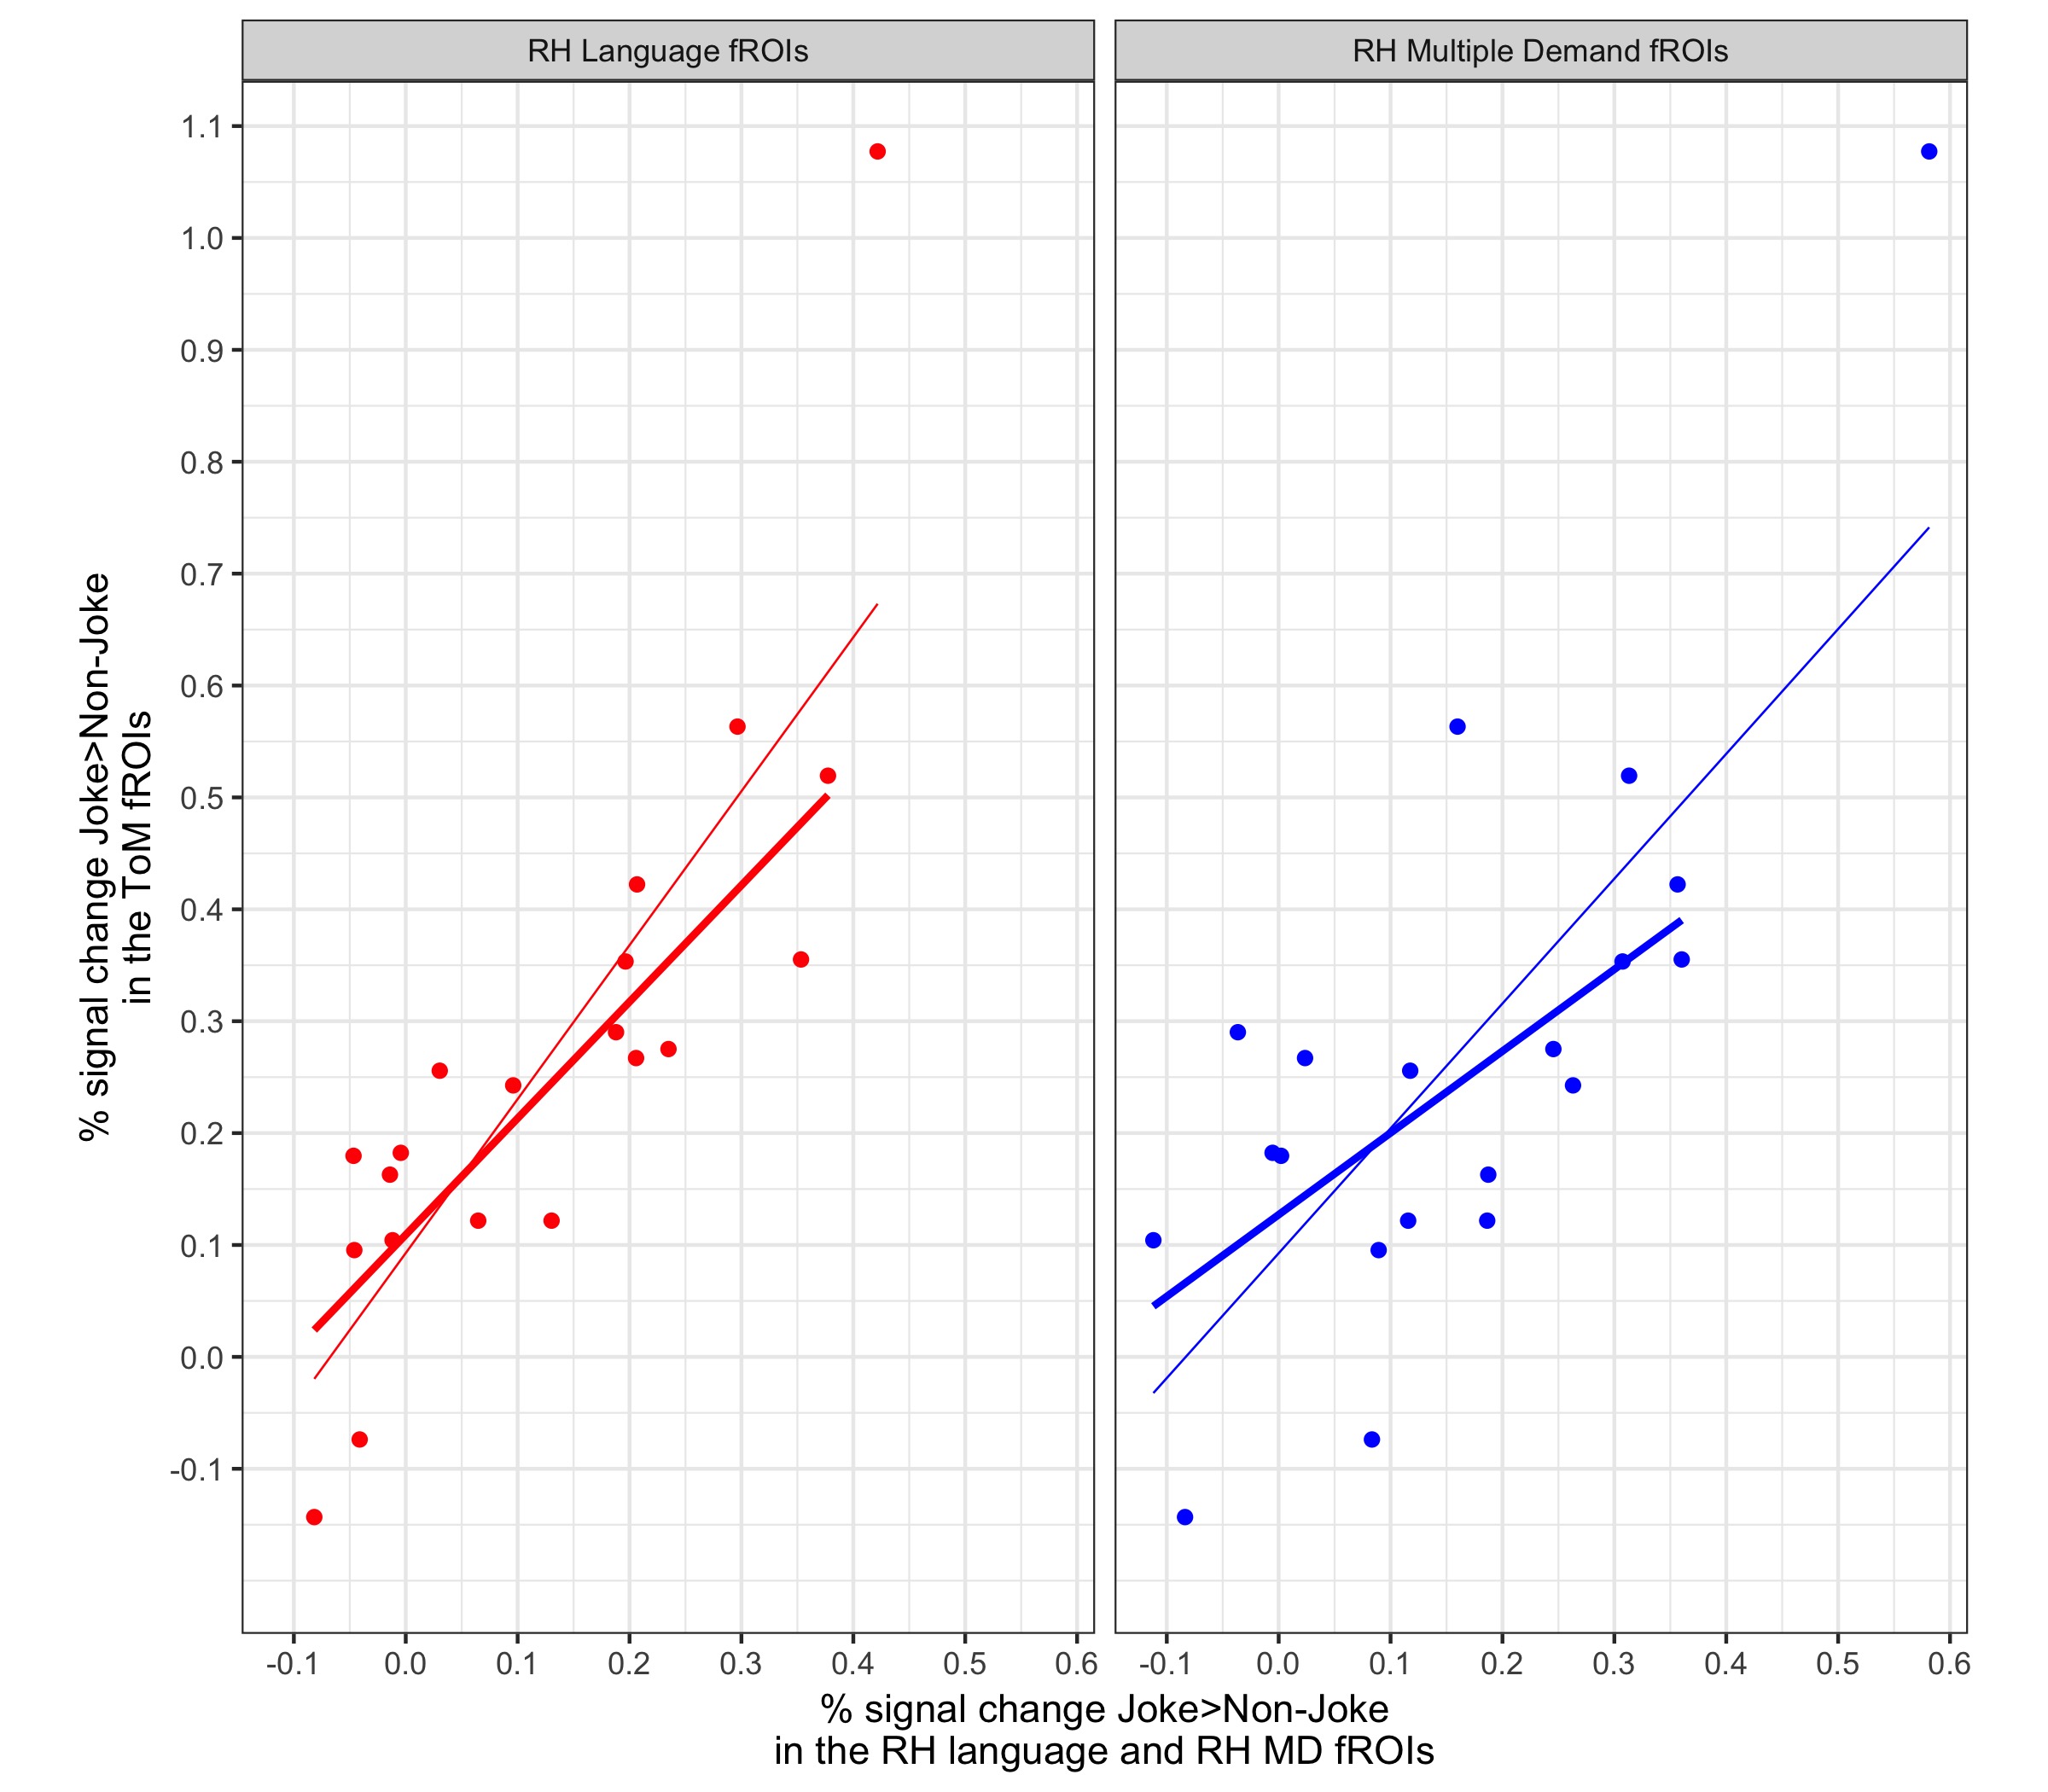 RH Language fROIs
RH Multiple Demand fROIs
1.1
1.0
0.9
0.8
0.7
0.6
0.5
0.4
0.3
0.2
0.1
0.0
-0.1
% signal change Joke>Non-Joke
in the ToM fROIs
-0.1 0.0 0.1 0.2 0.3 0.4 0.5 0.6
-0.1 0.0 0.1 0.2 0.3 0.4 0.5 0.6
% signal change Joke>Non-Joke
in the RH language and RH MD fROIs